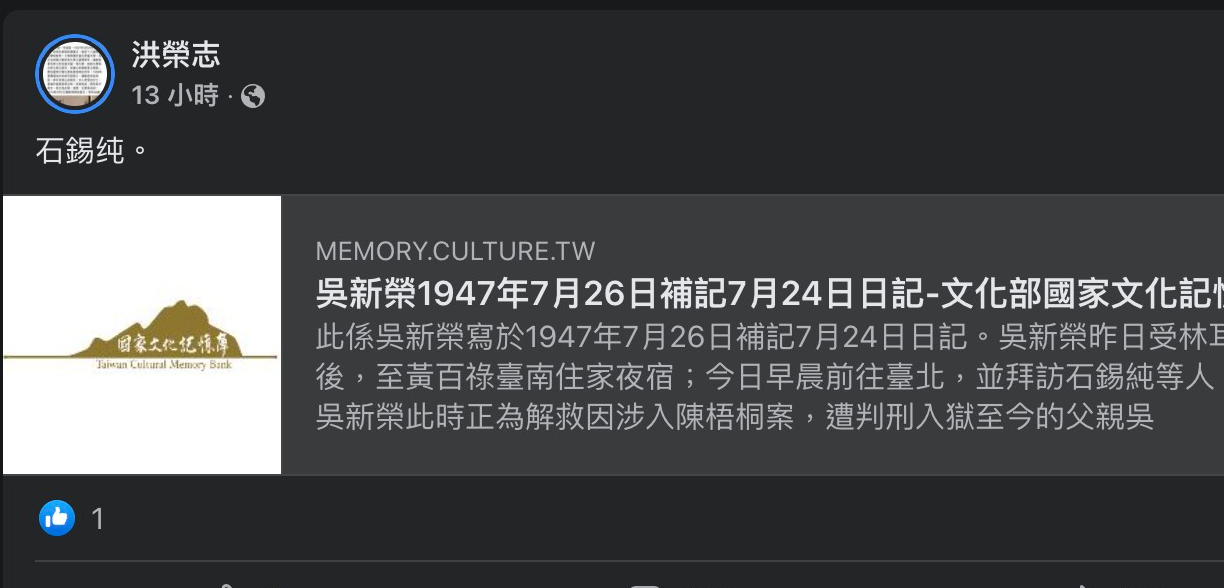 洪榮志
13 小時 ·
石錫纯。
國家文化記憶庫
Taiwan Cultural Memory Bank
MEMORY.CULTURE.TW
吳新榮1947年7月26日補記7月24日日記-文化部國家文化記
此係吳新榮寫於1947年7月26日補記7月24日日記。吳新榮昨日受林
後，至黃百祿臺南住家夜宿；今日早晨前往臺北，並拜訪石錫純等人
吳新榮此時正為解救因涉入陳梧桐案，遭判刑入獄至今的父親吳
1